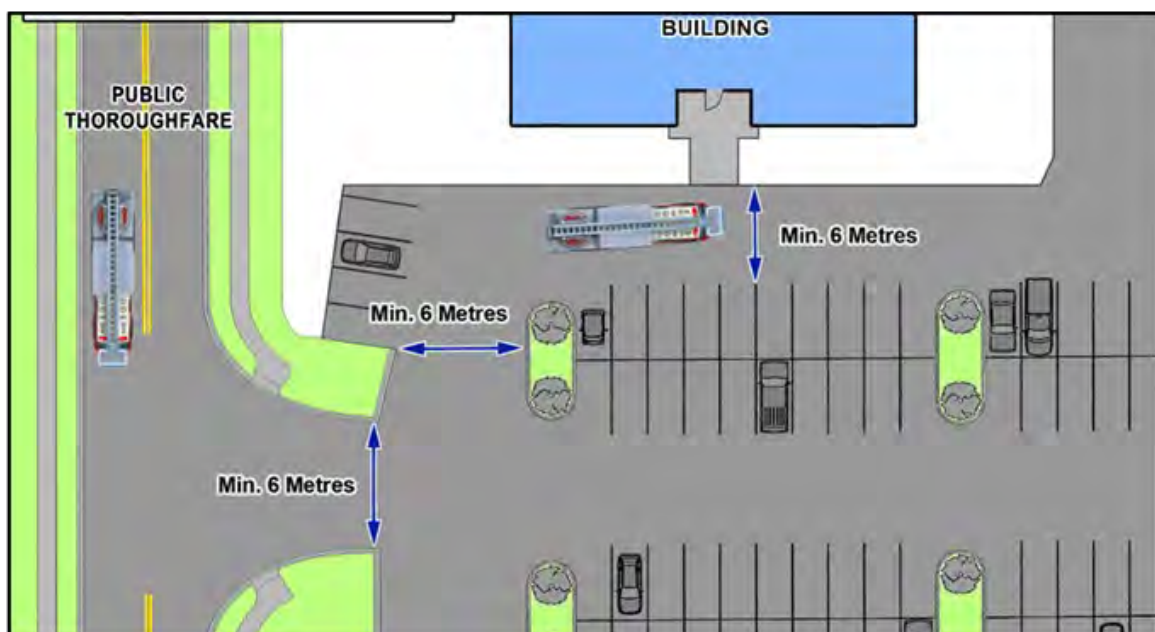 BUILDING
PUBLIC
THOROUGHFARE
Min. 6 Metres
Min. 6 Metres
Min. 6 Metres